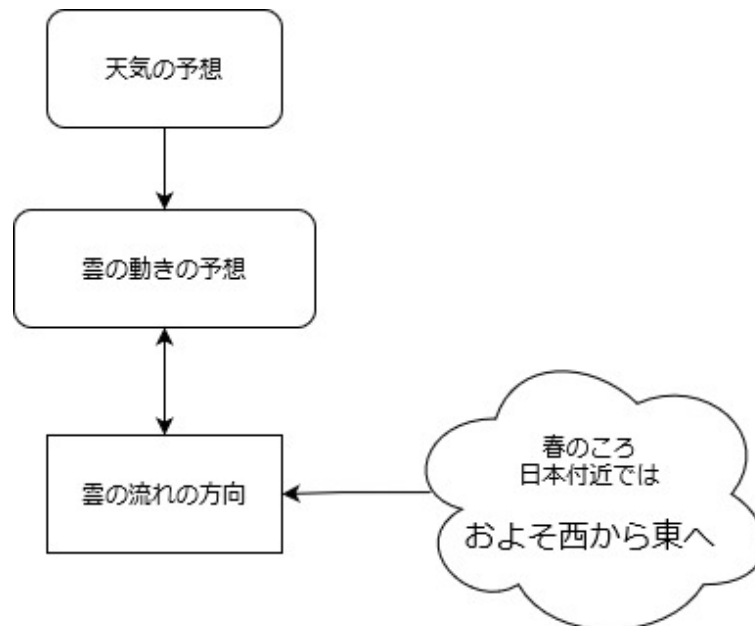 天気の予想
雲の動きの予想
雲の流れの方向
春のころ
日本付近では
およそ西から東へ